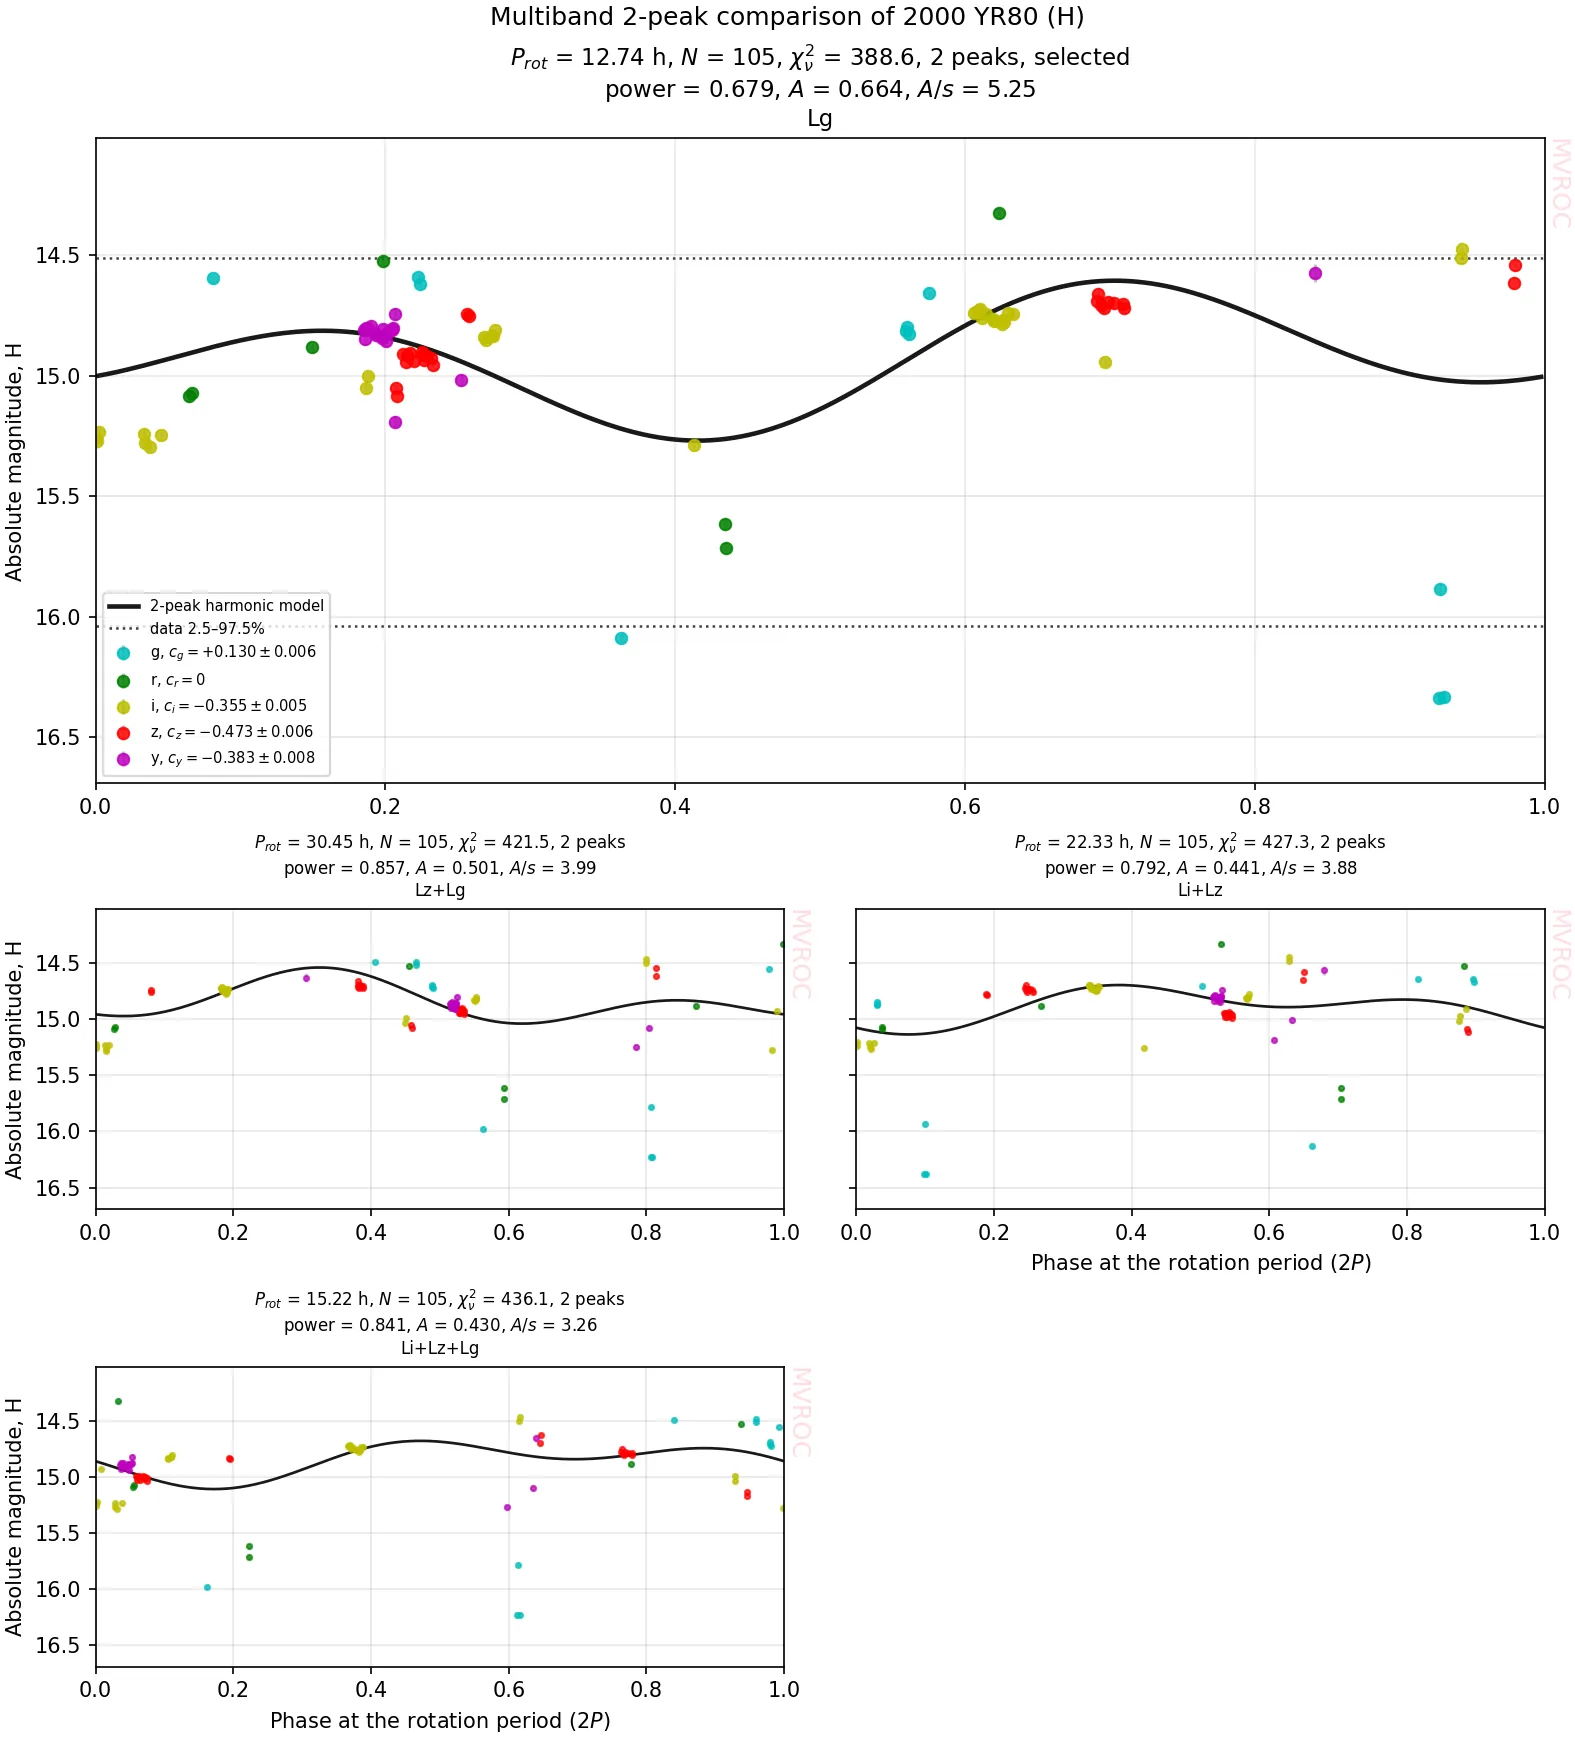 Multiband 2-peak comparison of 2000 YR80 (H)
P_rot = 12.74 h, N = 105, χ²_ν = 388.6, 2 peaks, selected
power = 0.679, A = 0.664, A/s = 5.25
Lg
MVROC
Absolute magnitude, H
14.5
15.0
15.5
16.0
16.5
2-peak harmonic model
data 2.5–97.5%
g, c_g = +0.130 ± 0.006
r, c_r = 0
i, c_i = −0.355 ± 0.005
z, c_z = −0.473 ± 0.006
y, c_y = −0.383 ± 0.008
0.0 0.2 0.4 0.6 0.8 1.0
P_rot = 30.45 h, N = 105, χ²_ν = 421.5, 2 peaks
power = 0.857, A = 0.501, A/s = 3.99
Lz+Lg
MVROC
Absolute magnitude, H
14.5
15.0
15.5
16.0
16.5
0.0 0.2 0.4 0.6 0.8 1.0
P_rot = 22.33 h, N = 105, χ²_ν = 427.3, 2 peaks
power = 0.792, A = 0.441, A/s = 3.88
Li+Lz
MVROC
0.0 0.2 0.4 0.6 0.8 1.0
Phase at the rotation period (2P)
P_rot = 15.22 h, N = 105, χ²_ν = 436.1, 2 peaks
power = 0.841, A = 0.430, A/s = 3.26
Li+Lz+Lg
MVROC
Absolute magnitude, H
14.5
15.0
15.5
16.0
16.5
0.0 0.2 0.4 0.6 0.8 1.0
Phase at the rotation period (2P)